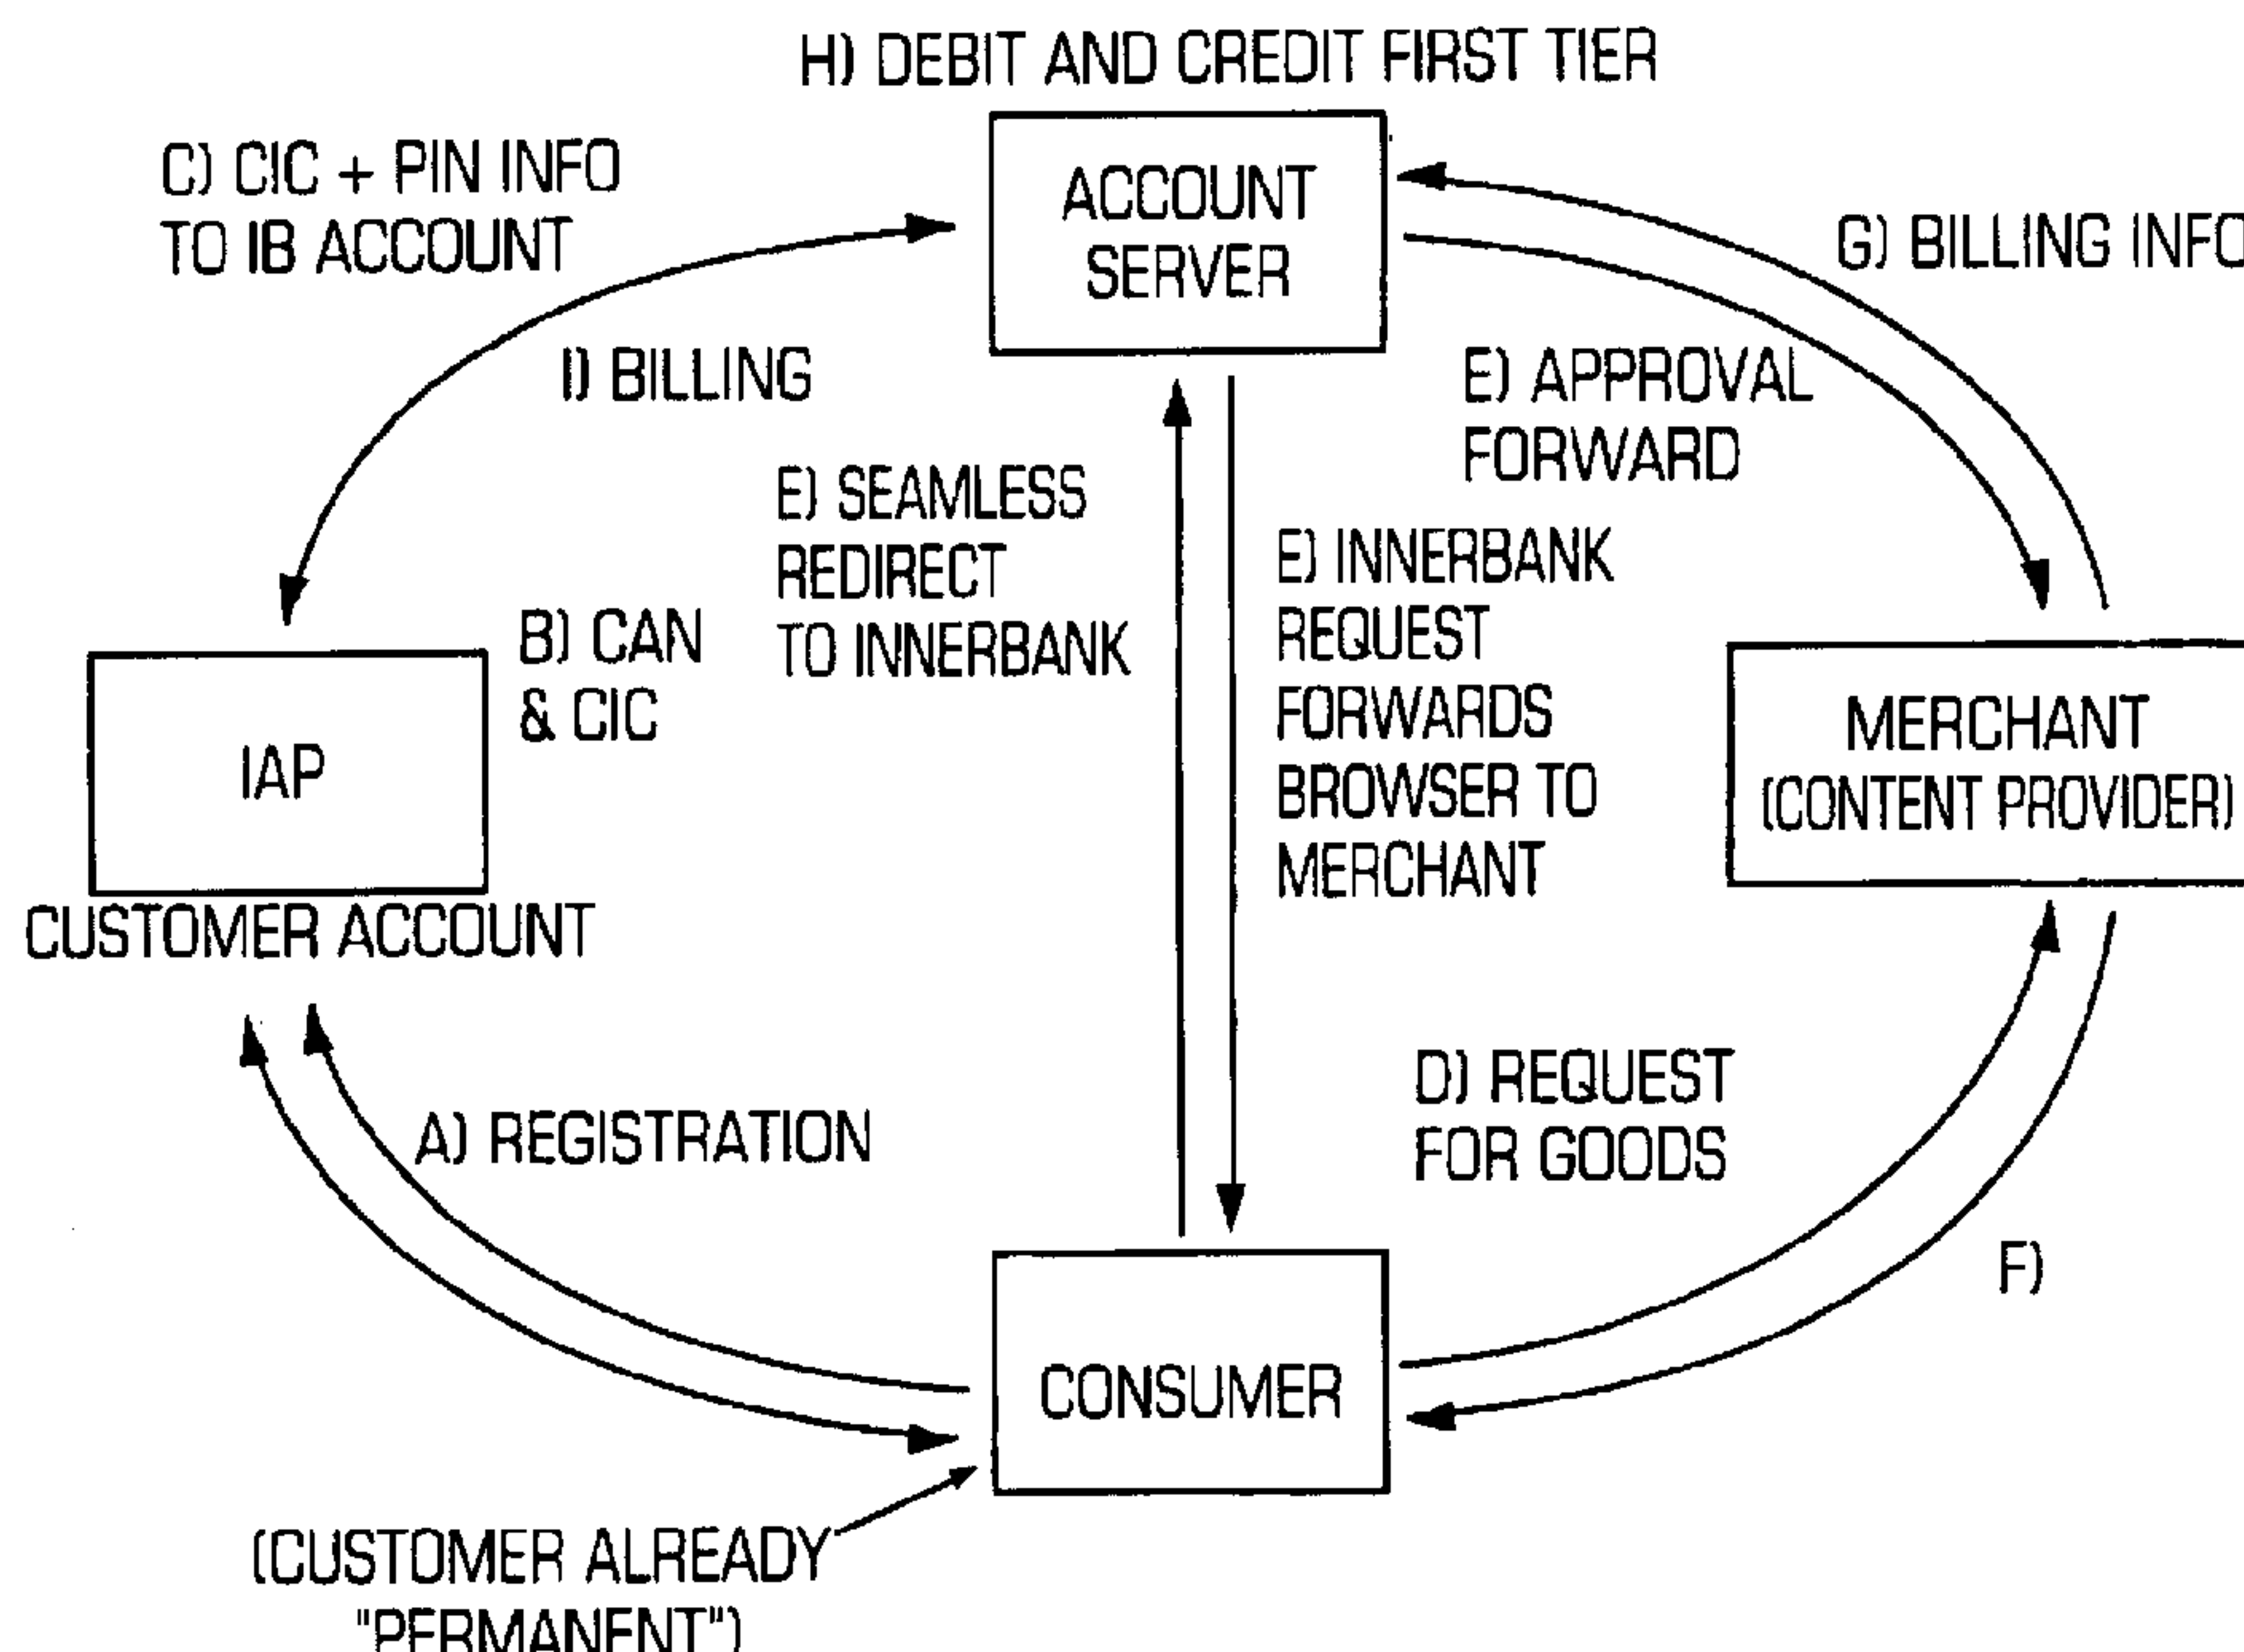 H) DEBIT AND CREDIT FIRST TIER
C) CIC + PIN INFO
TO IB ACCOUNT
ACCOUNT
SERVER
G) BILLING INFO
I) BILLING
E) APPROVAL
FORWARD
E) SEAMLESS
REDIRECT
TO INNERBANK
E) INNERBANK
REQUEST
FORWARDS
BROWSER TO
MERCHANT
B) CAN
& CIC
IAP
MERCHANT
(CONTENT PROVIDER)
CUSTOMER ACCOUNT
A) REGISTRATION
D) REQUEST
FOR GOODS
F)
CONSUMER
(CUSTOMER ALREADY
"PERMANENT")